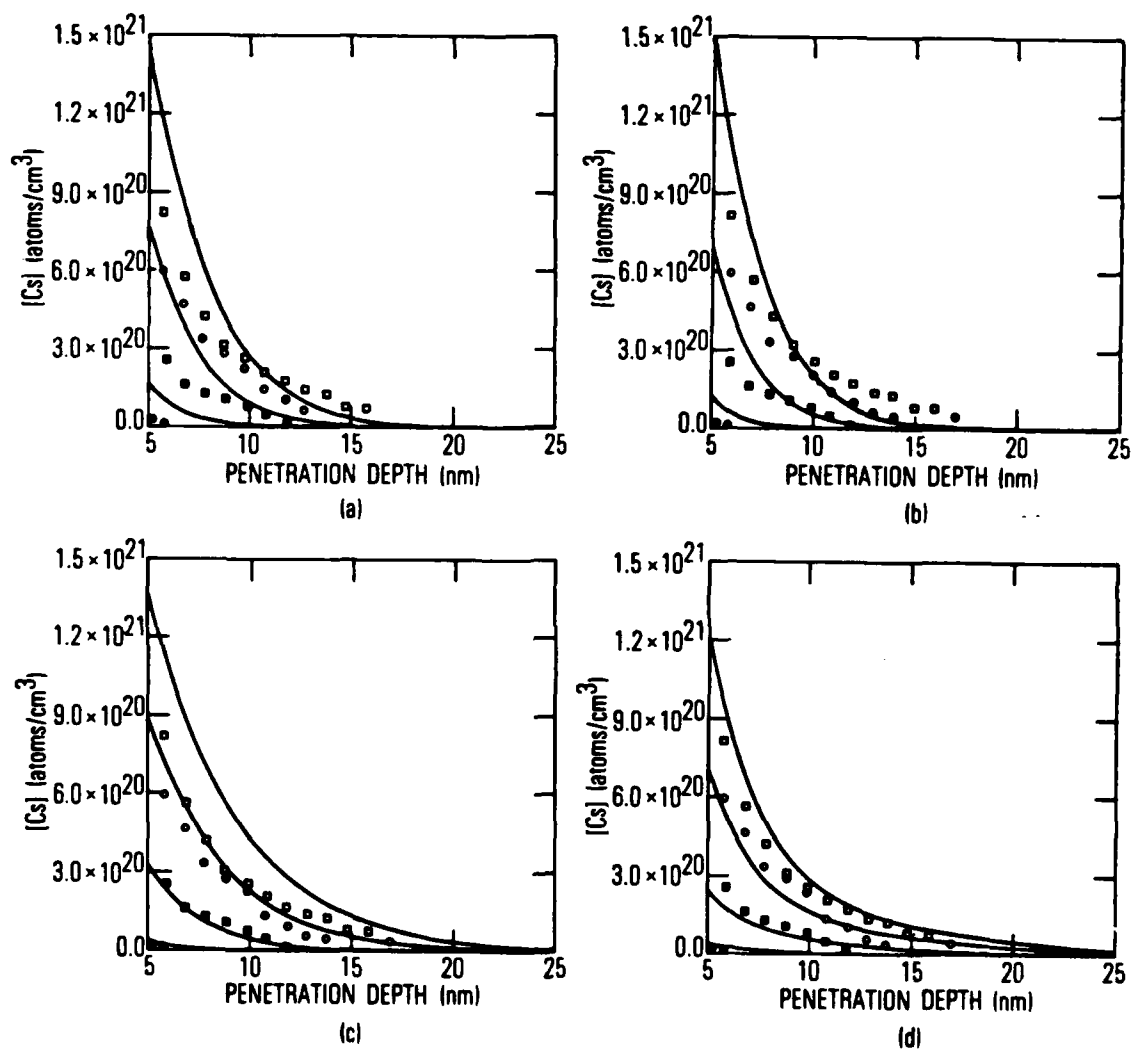 1.5 × 10^21
1.2 × 10^21
9.0 × 10^20
6.0 × 10^20
3.0 × 10^20
0.0
[Cs] (atoms/cm^3)
5 10 15 20 25
PENETRATION DEPTH (nm)
(a)
1.5 × 10^21
1.2 × 10^21
9.0 × 10^20
6.0 × 10^20
3.0 × 10^20
0.0
[Cs] (atoms/cm^3)
5 10 15 20 25
PENETRATION DEPTH (nm)
(b)
1.5 × 10^21
1.2 × 10^21
9.0 × 10^20
6.0 × 10^20
3.0 × 10^20
0.0
[Cs] (atoms/cm^3)
5 10 15 20 25
PENETRATION DEPTH (nm)
(c)
1.5 × 10^21
1.2 × 10^21
9.0 × 10^20
6.0 × 10^20
3.0 × 10^20
0.0
[Cs] (atoms/cm^3)
5 10 15 20 25
PENETRATION DEPTH (nm)
(d)